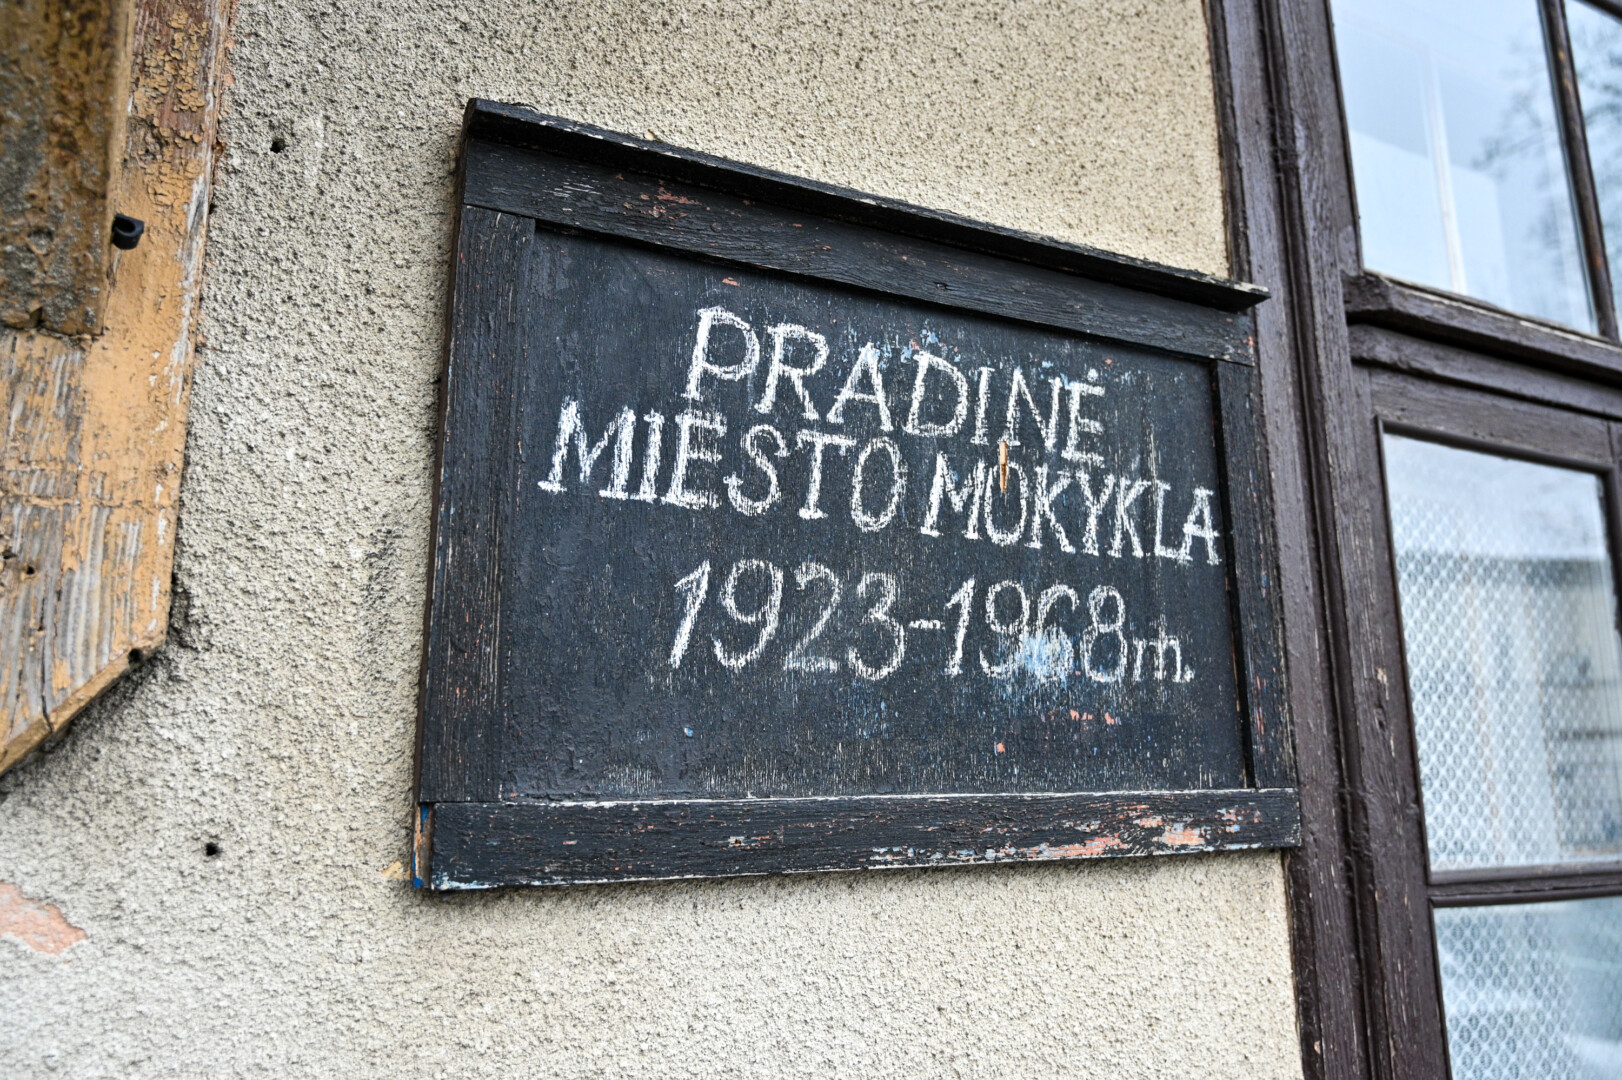 PRADINĖ
MIESTO MOKYKLA
1923-1968m.